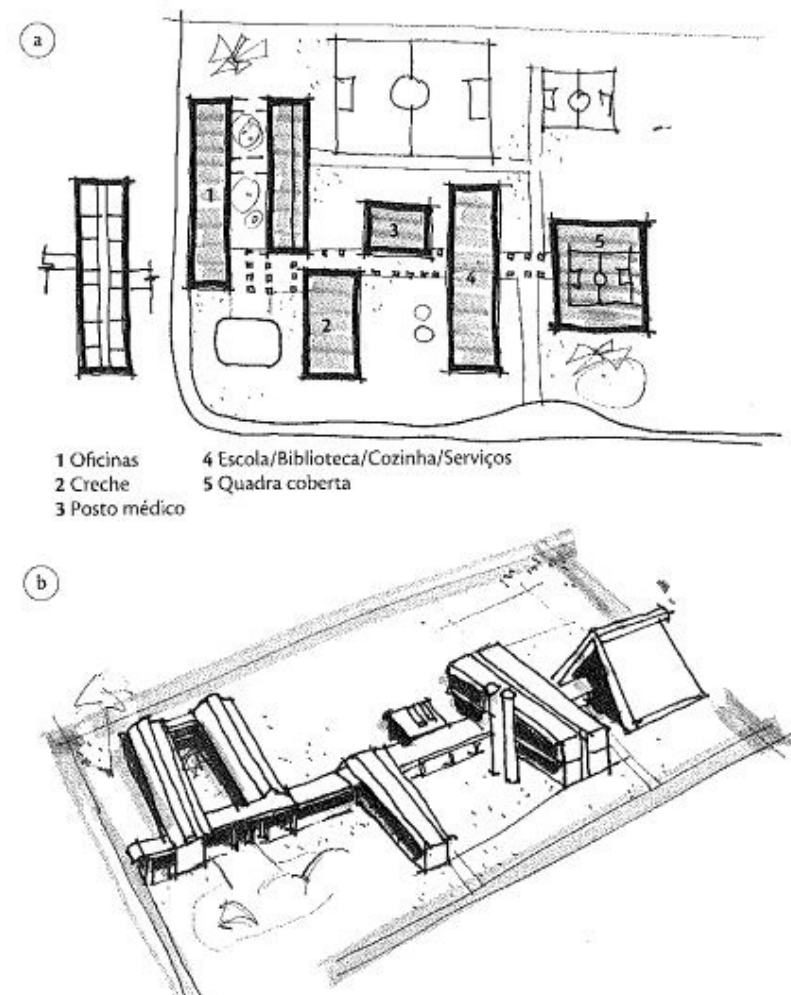 a
1
2
3
4
5
1 Oficinas
2 Creche
3 Posto médico
4 Escola/Biblioteca/Cozinha/Serviços
5 Quadra coberta
b